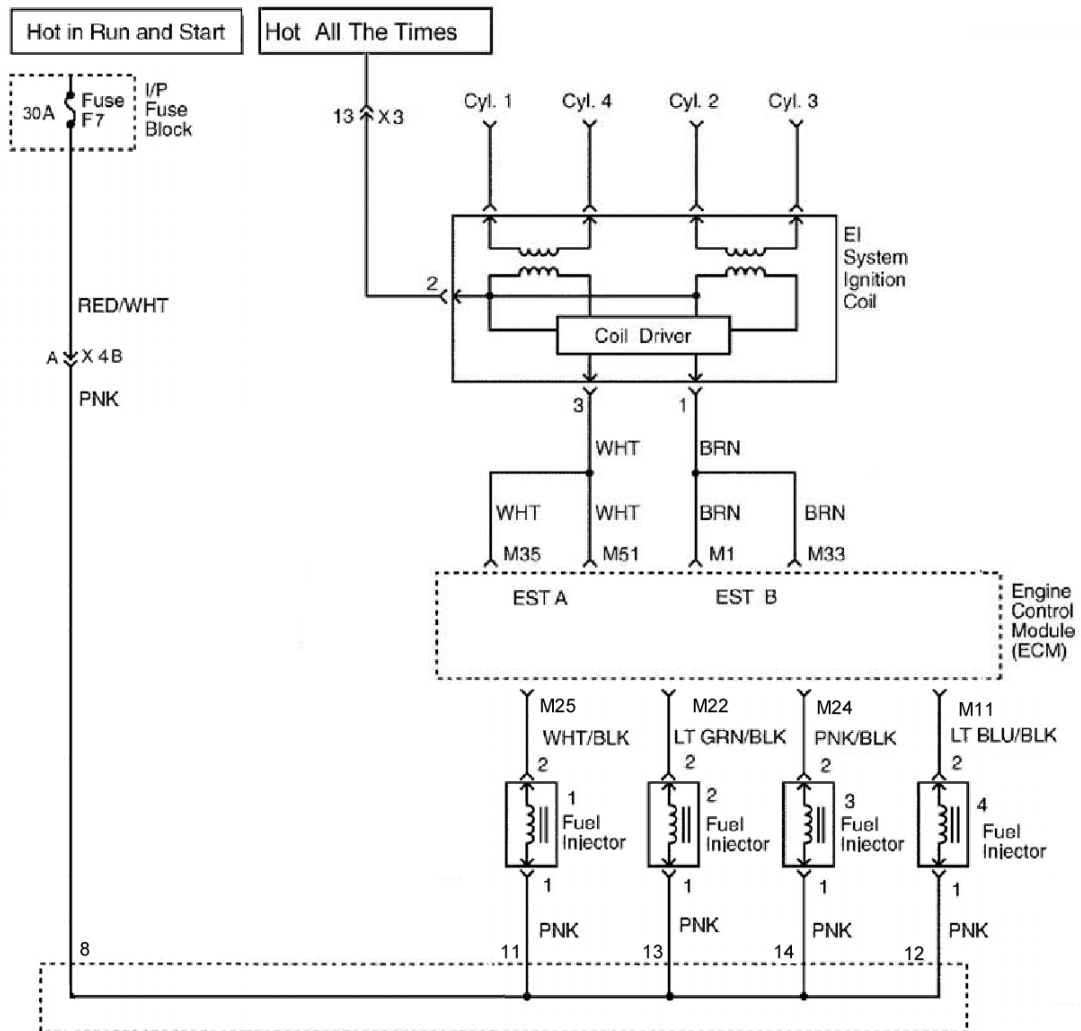 Hot in Run and Start
Hot All The Times
30A
Fuse
F7
I/P
Fuse
Block
13
X3
Cyl. 1
Cyl. 4
Cyl. 2
Cyl. 3
EI
System
Ignition
Coil
2
RED/WHT
Coil Driver
A
X 4B
PNK
3
1
WHT
BRN
WHT
WHT
BRN
BRN
M35
M51
M1
M33
EST A
EST B
Engine
Control
Module
(ECM)
M25
M22
M24
M11
WHT/BLK
LT GRN/BLK
PNK/BLK
LT BLU/BLK
2
2
2
2
1
Fuel
Injector
2
Fuel
Injector
3
Fuel
Injector
4
Fuel
Injector
1
1
1
1
PNK
PNK
PNK
PNK
8
11
13
14
12